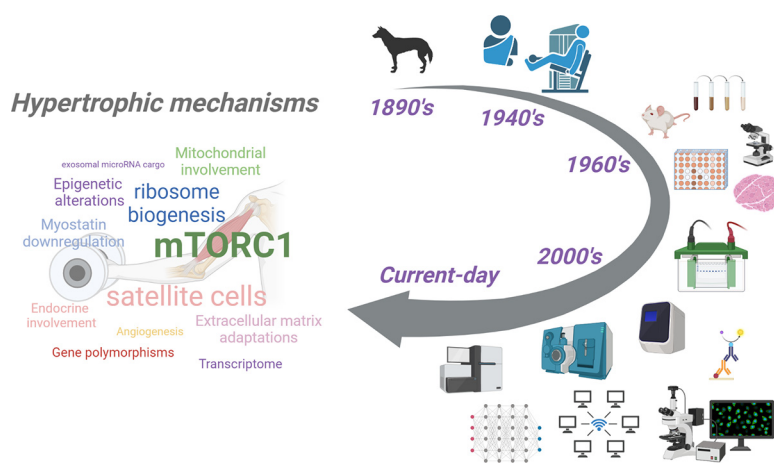 Hypertrophic mechanisms
exosomal microRNA cargo
Mitochondrial
involvement
Epigenetic
alterations
ribosome
biogenesis
Myostatin
downregulation
mTORC1
satellite cells
Endocrine
involvement
Angiogenesis
Extracellular matrix
adaptations
Gene polymorphisms
Transcriptome
1890's
1940's
1960's
2000's
Current-day